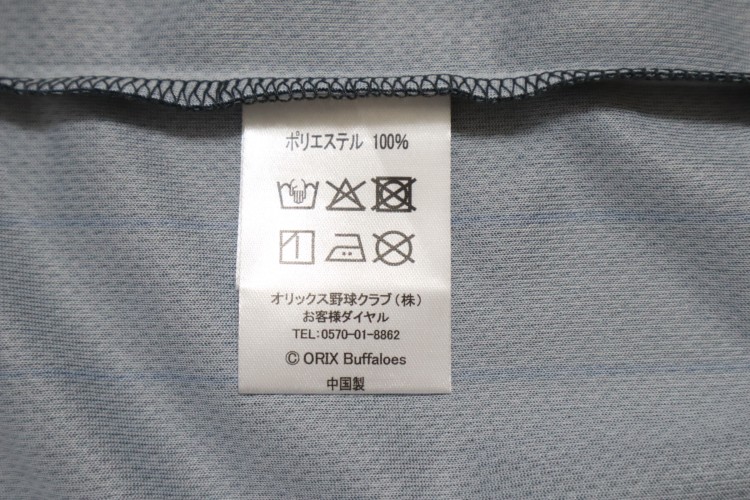 ポリエステル 100%
オリックス野球クラブ(株)
お客様ダイヤル
TEL:0570-01-8862
© ORIX Buffaloes
中国製